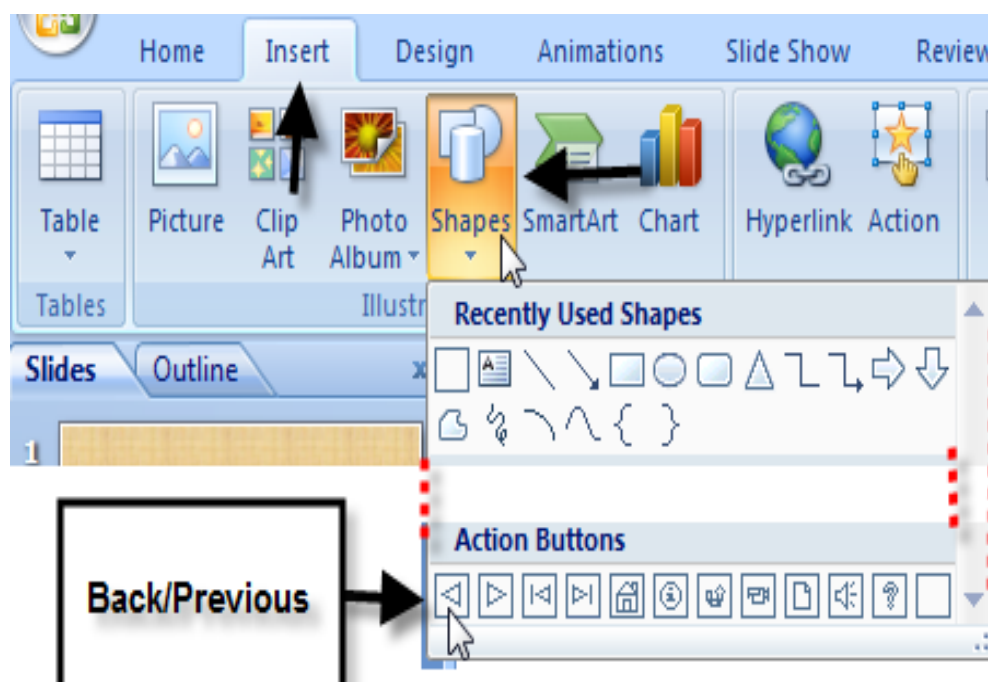 Home Insert Design Animations Slide Show Review
Table Picture Clip Art Photo Album Shapes SmartArt Chart Hyperlink Action
Tables Illustr
Recently Used Shapes
Slides Outline x
A
1
Action Buttons
Back/Previous